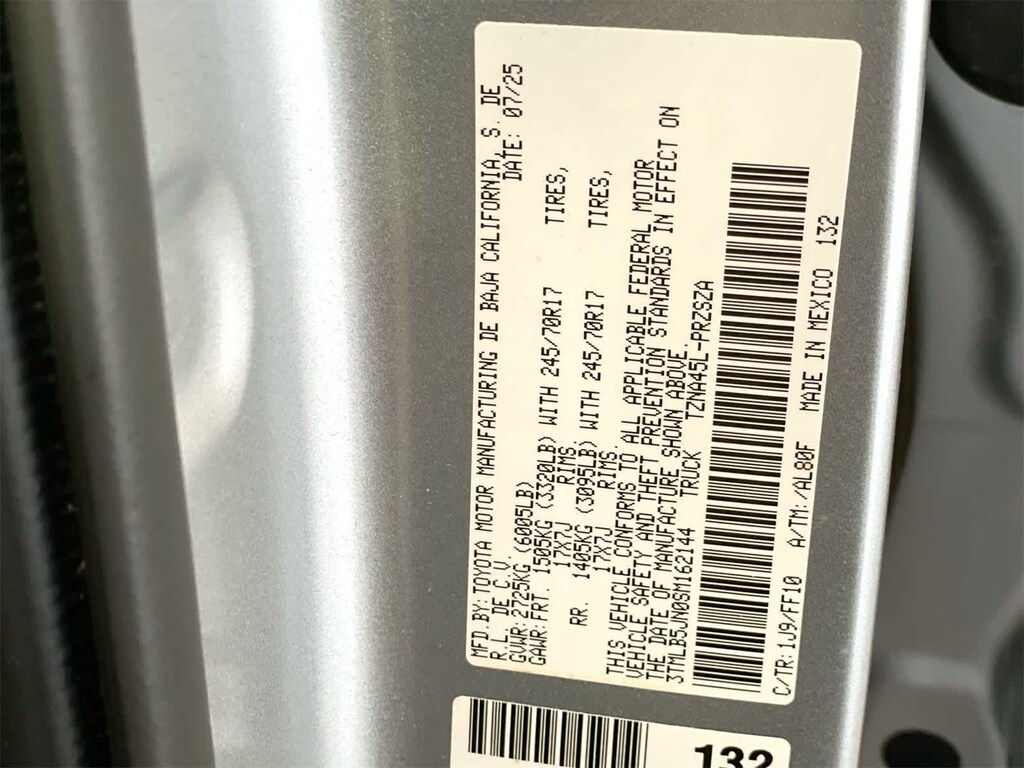 MFD.BY:TOYOTA MOTOR MANUFACTURING DE BAJA CALIFORNIA, S. DE
R.L. DE C.V. DATE: 07/25
GVWR:2725KG (6005LB)
GAWR:FRT. 1505KG (3320LB) WITH 245/70R17 TIRES,
17X7J RIMS
RR. 1405KG (3095LB) WITH 245/70R17 TIRES,
17X7J RIMS.
THIS VEHICLE CONFORMS TO ALL APPLICABLE FEDERAL MOTOR
VEHICLE SAFETY AND THEFT PREVENTION STANDARDS IN EFFECT ON
THE DATE OF MANUFACTURE SHOWN ABOVE.
3TMLB5JN0SM162144 TRUCK TZNA45L-PRZSZA
C/TR:1J9/FF10 A/TM:/AL80F MADE IN MEXICO 132
132